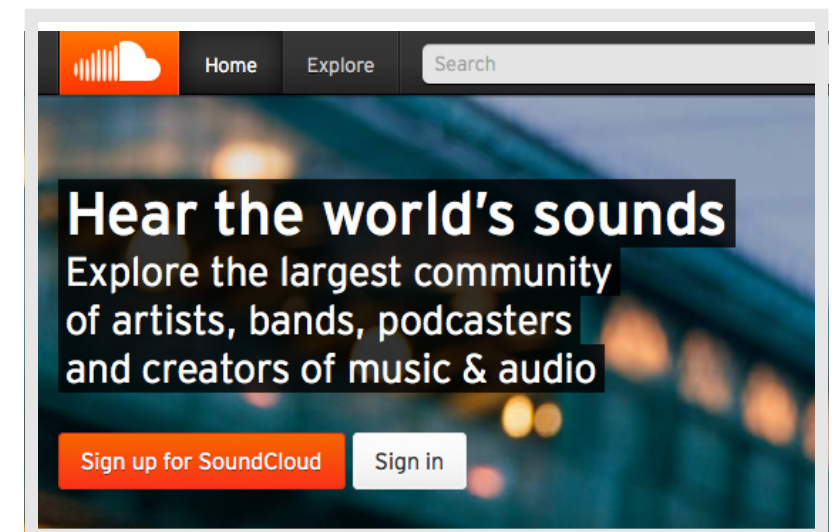 Home Explore Search
Hear the world's sounds
Explore the largest community
of artists, bands, podcasters
and creators of music & audio
Sign up for SoundCloud Sign in